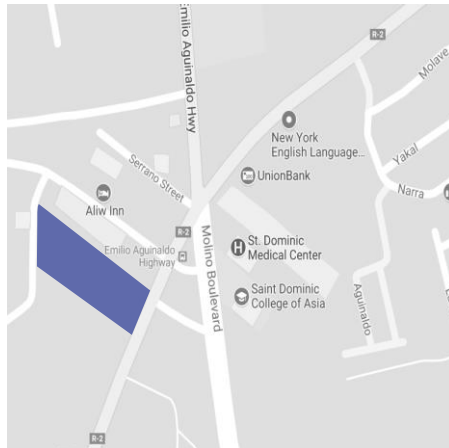 R-2
Emilio Aguinaldo Hwy
Molave
New York
English Language...
Yakal
Serrano Street
UnionBank
Narra
Aliw Inn
R-2
Emilio Aguinaldo
Highway
Molino Boulevard
St. Dominic
Medical Center
Saint Dominic
College of Asia
Aguinaldo
R-2